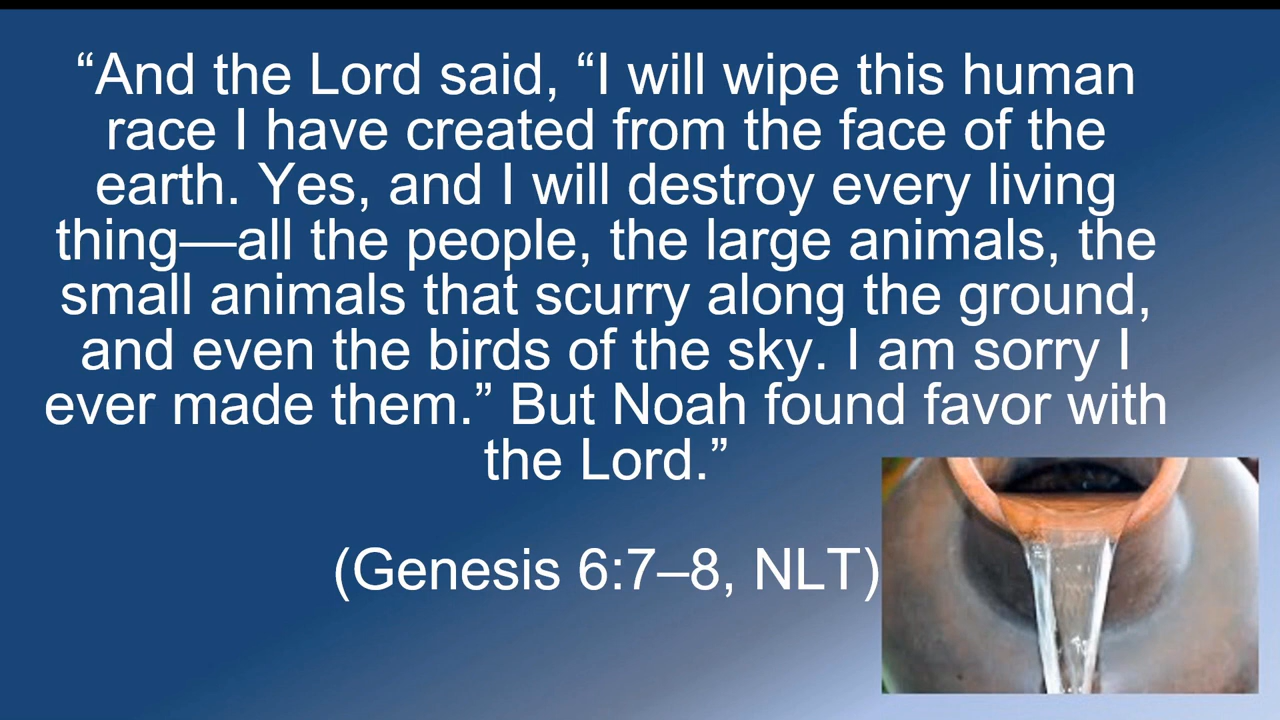 “And the Lord said, “I will wipe this human
race I have created from the face of the
earth. Yes, and I will destroy every living
thing—all the people, the large animals, the
small animals that scurry along the ground,
and even the birds of the sky. I am sorry I
ever made them.” But Noah found favor with
the Lord.”
(Genesis 6:7–8, NLT)